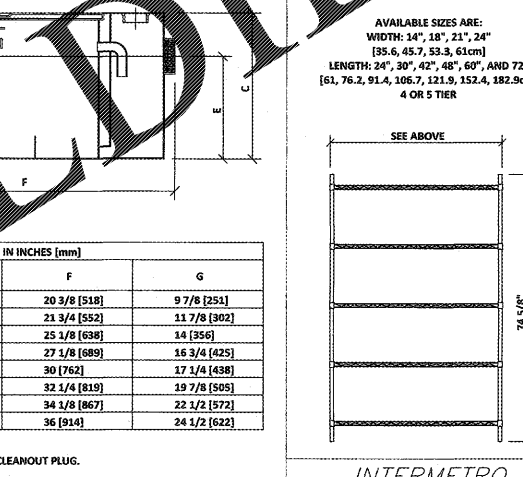 AVAILABLE SIZES ARE:
WIDTH: 14", 18", 21", 24"
[35.6, 45.7, 53.3, 61cm]
LENGTH: 24", 30", 42", 48", 60", AND 72
[61, 76.2, 91.4, 106.7, 121.9, 152.4, 182.9c
4 OR 5 TIER
SEE ABOVE
74 5/8"
C
E
F
IN INCHES [mm]
F G
20 3/8 [518] 9 7/8 [251]
21 3/4 [552] 11 7/8 [302]
25 1/8 [638] 14 [356]
27 1/8 [689] 16 3/4 [425]
30 [762] 17 1/4 [438]
32 1/4 [819] 19 7/8 [505]
34 1/8 [867] 22 1/2 [572]
36 [914] 24 1/2 [622]
CLEANOUT PLUG.
INTERMETRO